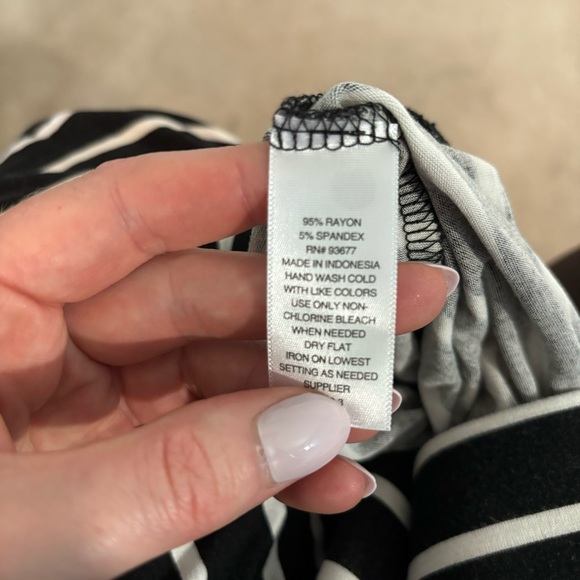 95% RAYON
5% SPANDEX
RN# 93677
MADE IN INDONESIA
HAND WASH COLD
WITH LIKE COLORS
USE ONLY NON-
CHLORINE BLEACH
WHEN NEEDED
DRY FLAT
IRON ON LOWEST
SETTING AS NEEDED
SUPPLIER